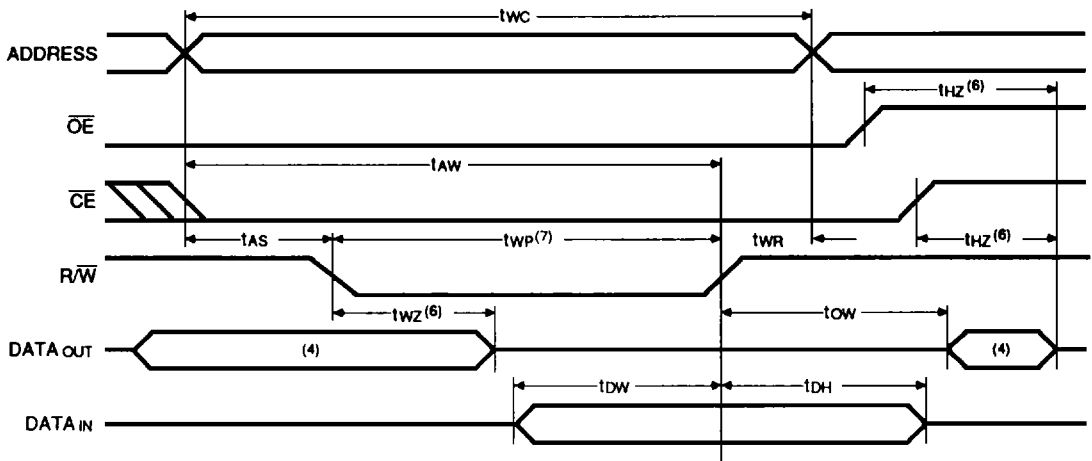 tWC
ADDRESS
tHZ(6)
OE
tAW
CE
tAS tWP(7) tWR tHZ(6)
R/W
tWZ(6) tOW
DATA OUT (4) (4)
tDW tDH
DATA IN